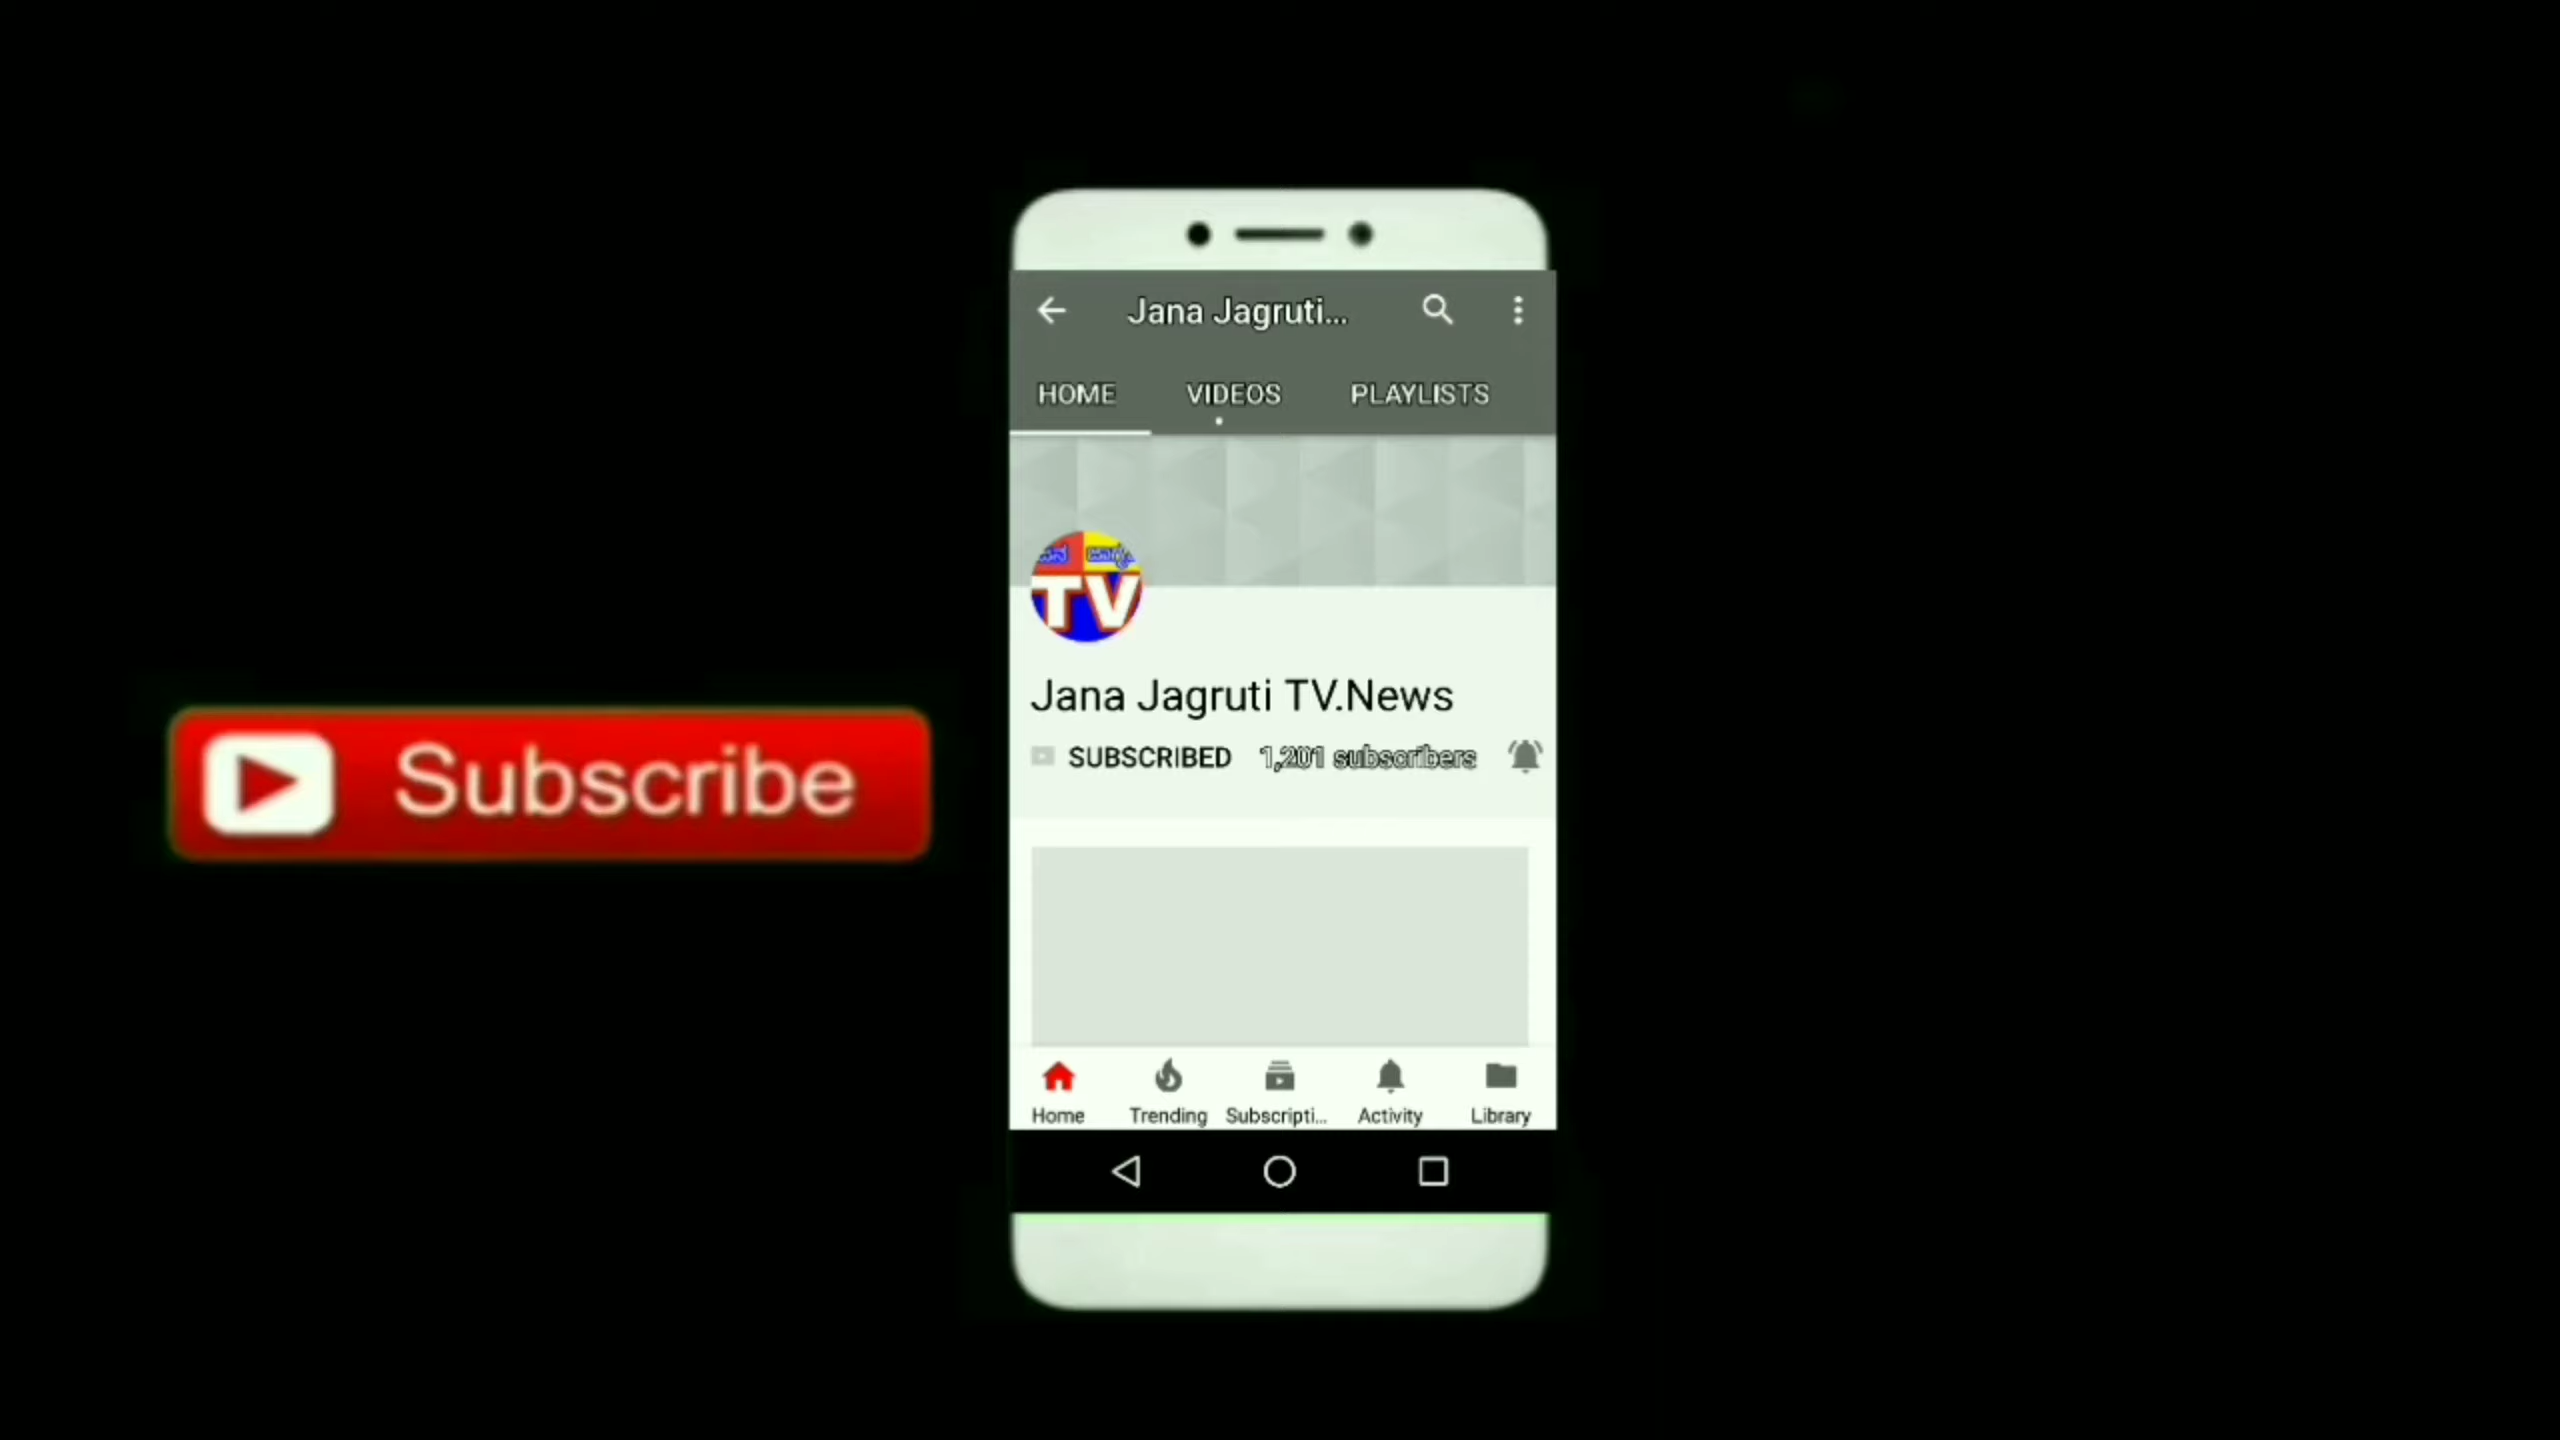 Jana Jagruti...
HOME VIDEOS PLAYLISTS
TV
Jana Jagruti TV.News
SUBSCRIBED 1,201 subscribers
Subscribe
Home Trending Subscripti... Activity Library